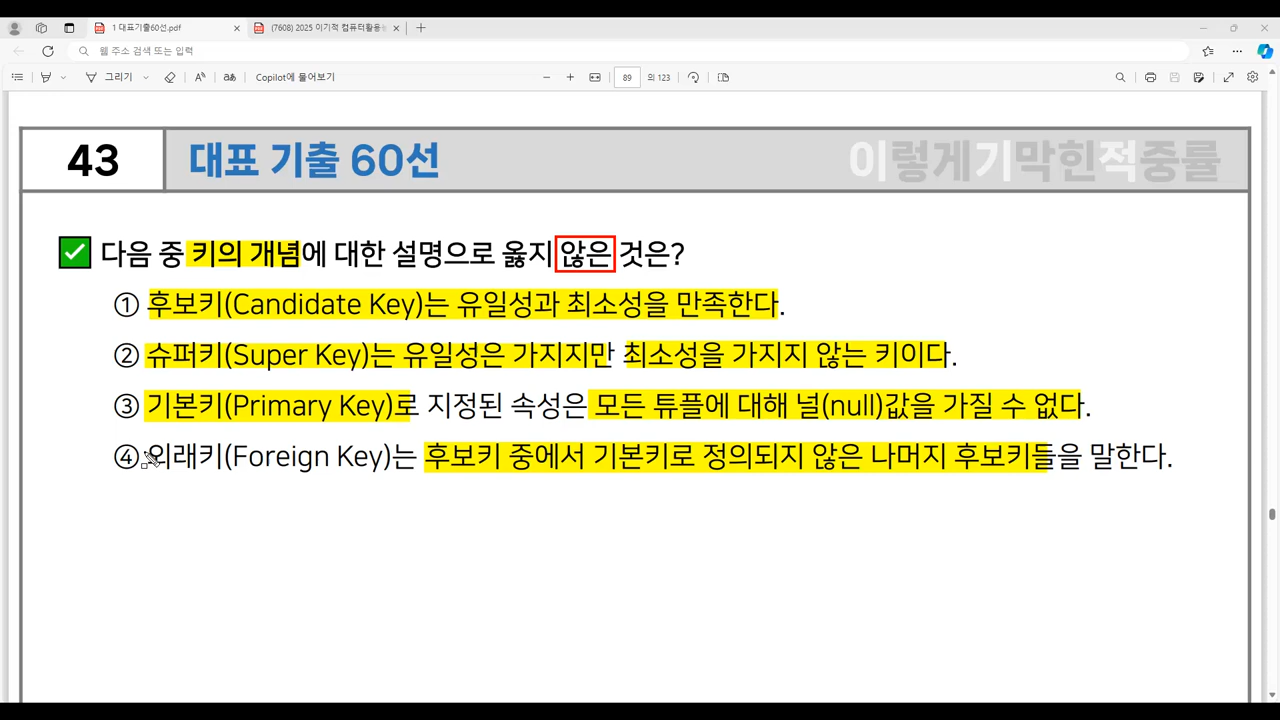 1 대표기출60선.pdf
(7608) 2025 이기적 컴퓨터활용능
웹 주소 검색 또는 입력
그리기
Copilot에 물어보기
89 의 123
43
대표 기출 60선
이렇게기막힌적중률
다음 중 키의 개념에 대한 설명으로 옳지 않은 것은?
① 후보키(Candidate Key)는 유일성과 최소성을 만족한다.
② 슈퍼키(Super Key)는 유일성은 가지지만 최소성을 가지지 않는 키이다.
③ 기본키(Primary Key)로 지정된 속성은 모든 튜플에 대해 널(null)값을 가질 수 없다.
④ 외래키(Foreign Key)는 후보키 중에서 기본키로 정의되지 않은 나머지 후보키들을 말한다.